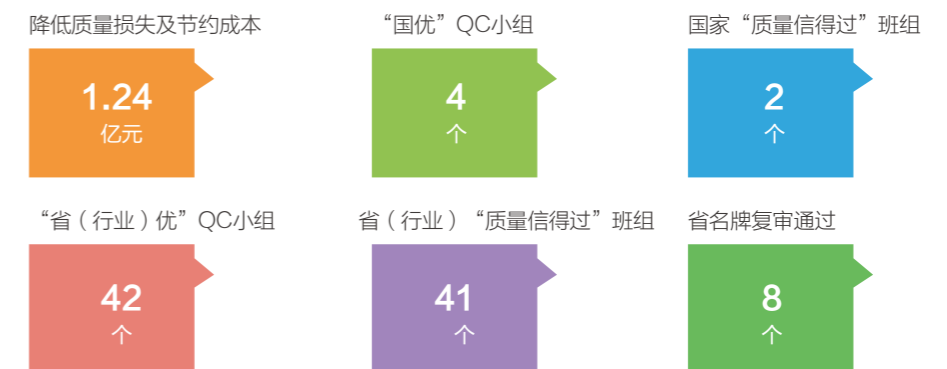 降低质量损失及节约成本
1.24
亿元
“国优”QC小组
4
个
国家“质量信得过”班组
2
个
“省（行业）优”QC小组
42
个
省（行业）“质量信得过”班组
41
个
省名牌复审通过
8
个